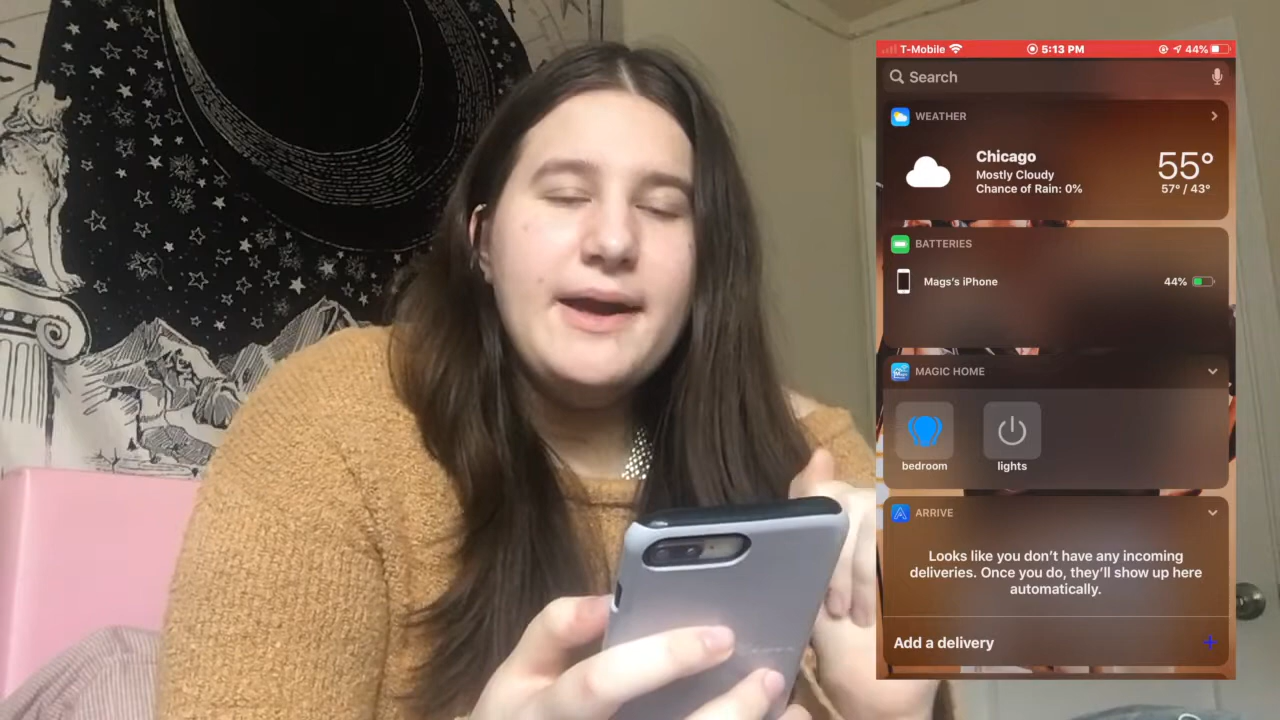 T-Mobile 5:13 PM 44%
Search
WEATHER
Chicago
Mostly Cloudy
Chance of Rain: 0%
55°
57° / 43°
BATTERIES
Mags's iPhone 44%
MAGIC HOME
bedroom lights
ARRIVE
Looks like you don't have any incoming
deliveries. Once you do, they'll show up here
automatically.
Add a delivery +